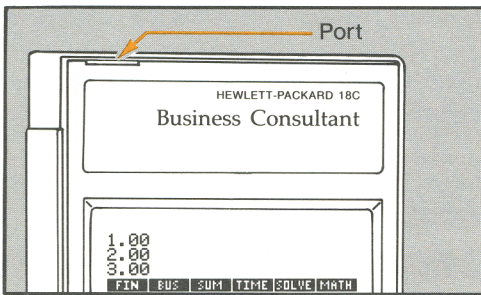 Port
HEWLETT-PACKARD 18C
Business Consultant
1.00
2.00
3.00
FIN BUS SUM TIME SOLVE MATH